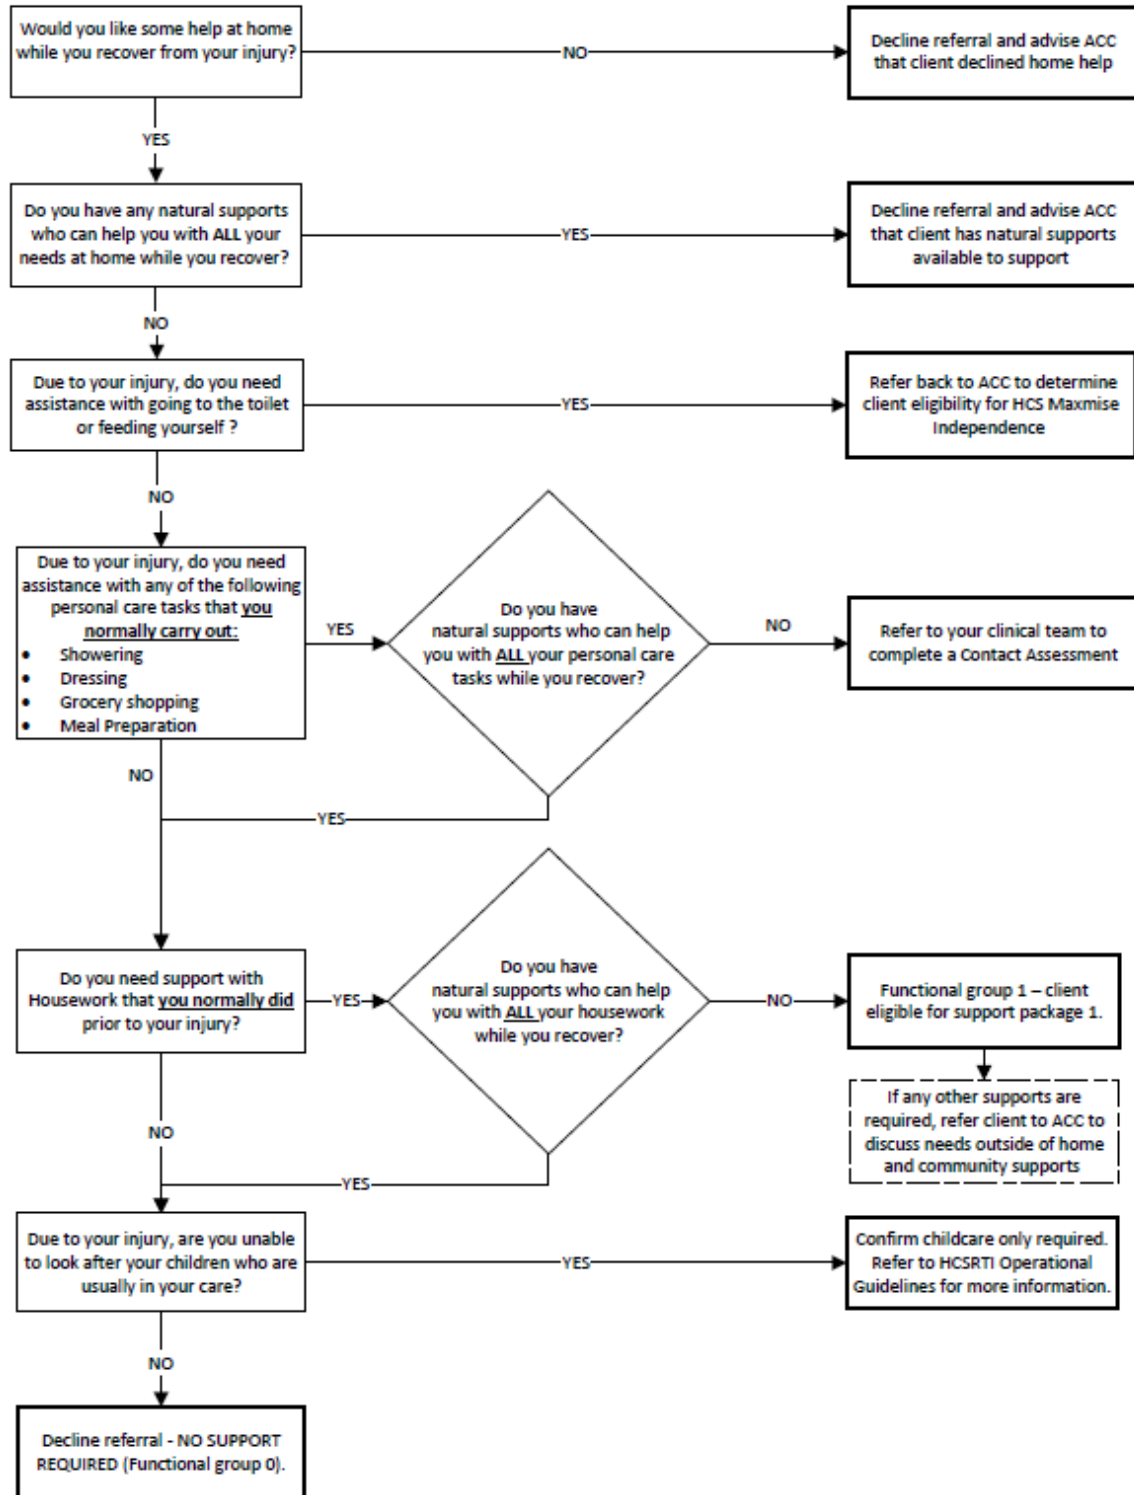 Would you like some help at home
while you recover from your injury?
NO
Decline referral and advise ACC
that client declined home help
YES
Do you have any natural supports
who can help you with ALL your
needs at home while you recover?
YES
Decline referral and advise ACC
that client has natural supports
available to support
NO
Due to your injury, do you need
assistance with going to the toilet
or feeding yourself ?
YES
Refer back to ACC to determine
client eligibility for HCS Maxmise
Independence
NO
Due to your injury, do you need
assistance with any of the following
personal care tasks that you
normally carry out:
• Showering
• Dressing
• Grocery shopping
• Meal Preparation
YES
Do you have
natural supports who can help
you with ALL your personal care
tasks while you recover?
NO
Refer to your clinical team to
complete a Contact Assessment
NO
YES
Do you need support with
Housework that you normally did
prior to your injury?
YES
Do you have
natural supports who can help
you with ALL your housework
while you recover?
NO
Functional group 1 – client
eligible for support package 1.
If any other supports are
required, refer client to ACC to
discuss needs outside of home
and community supports
NO
YES
Due to your injury, are you unable
to look after your children who are
usually in your care?
YES
Confirm childcare only required.
Refer to HCSRTI Operational
Guidelines for more information.
NO
Decline referral - NO SUPPORT
REQUIRED (Functional group 0).